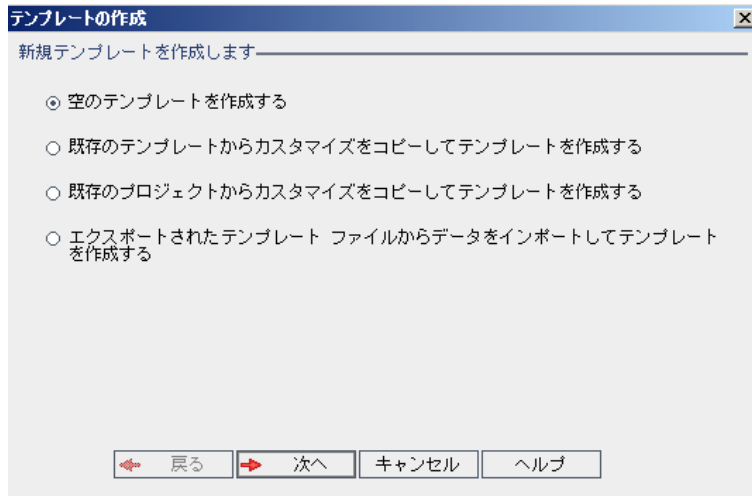 テンプレートの作成
新規テンプレートを作成します
空のテンプレートを作成する
既存のテンプレートからカスタマイズをコピーしてテンプレートを作成する
既存のプロジェクトからカスタマイズをコピーしてテンプレートを作成する
エクスポートされたテンプレート ファイルからデータをインポートしてテンプレート
を作成する
戻る 次へ キャンセル ヘルプ